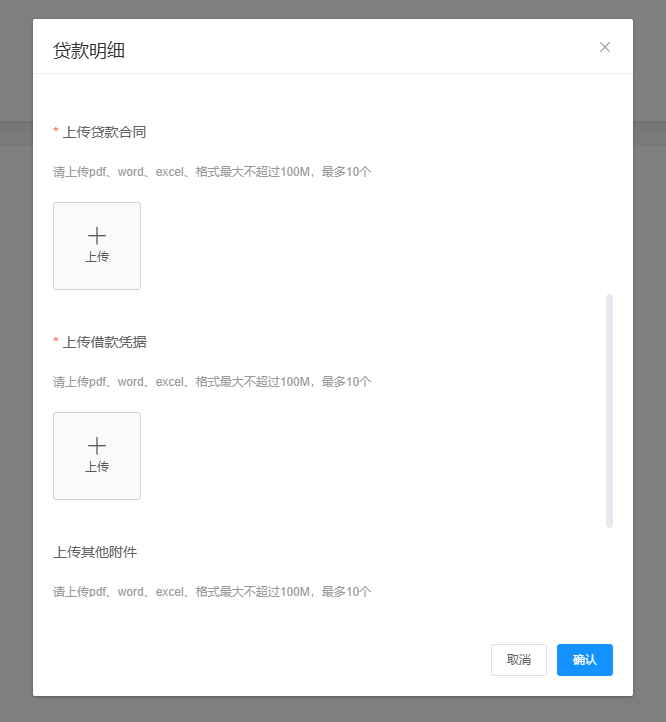 贷款明细
* 上传贷款合同
请上传pdf、word、excel、格式最大不超过100M，最多10个
上传
* 上传借款凭据
请上传pdf、word、excel、格式最大不超过100M，最多10个
上传
上传其他附件
请上传pdf、word、excel、格式最大不超过100M，最多10个
取消
确认